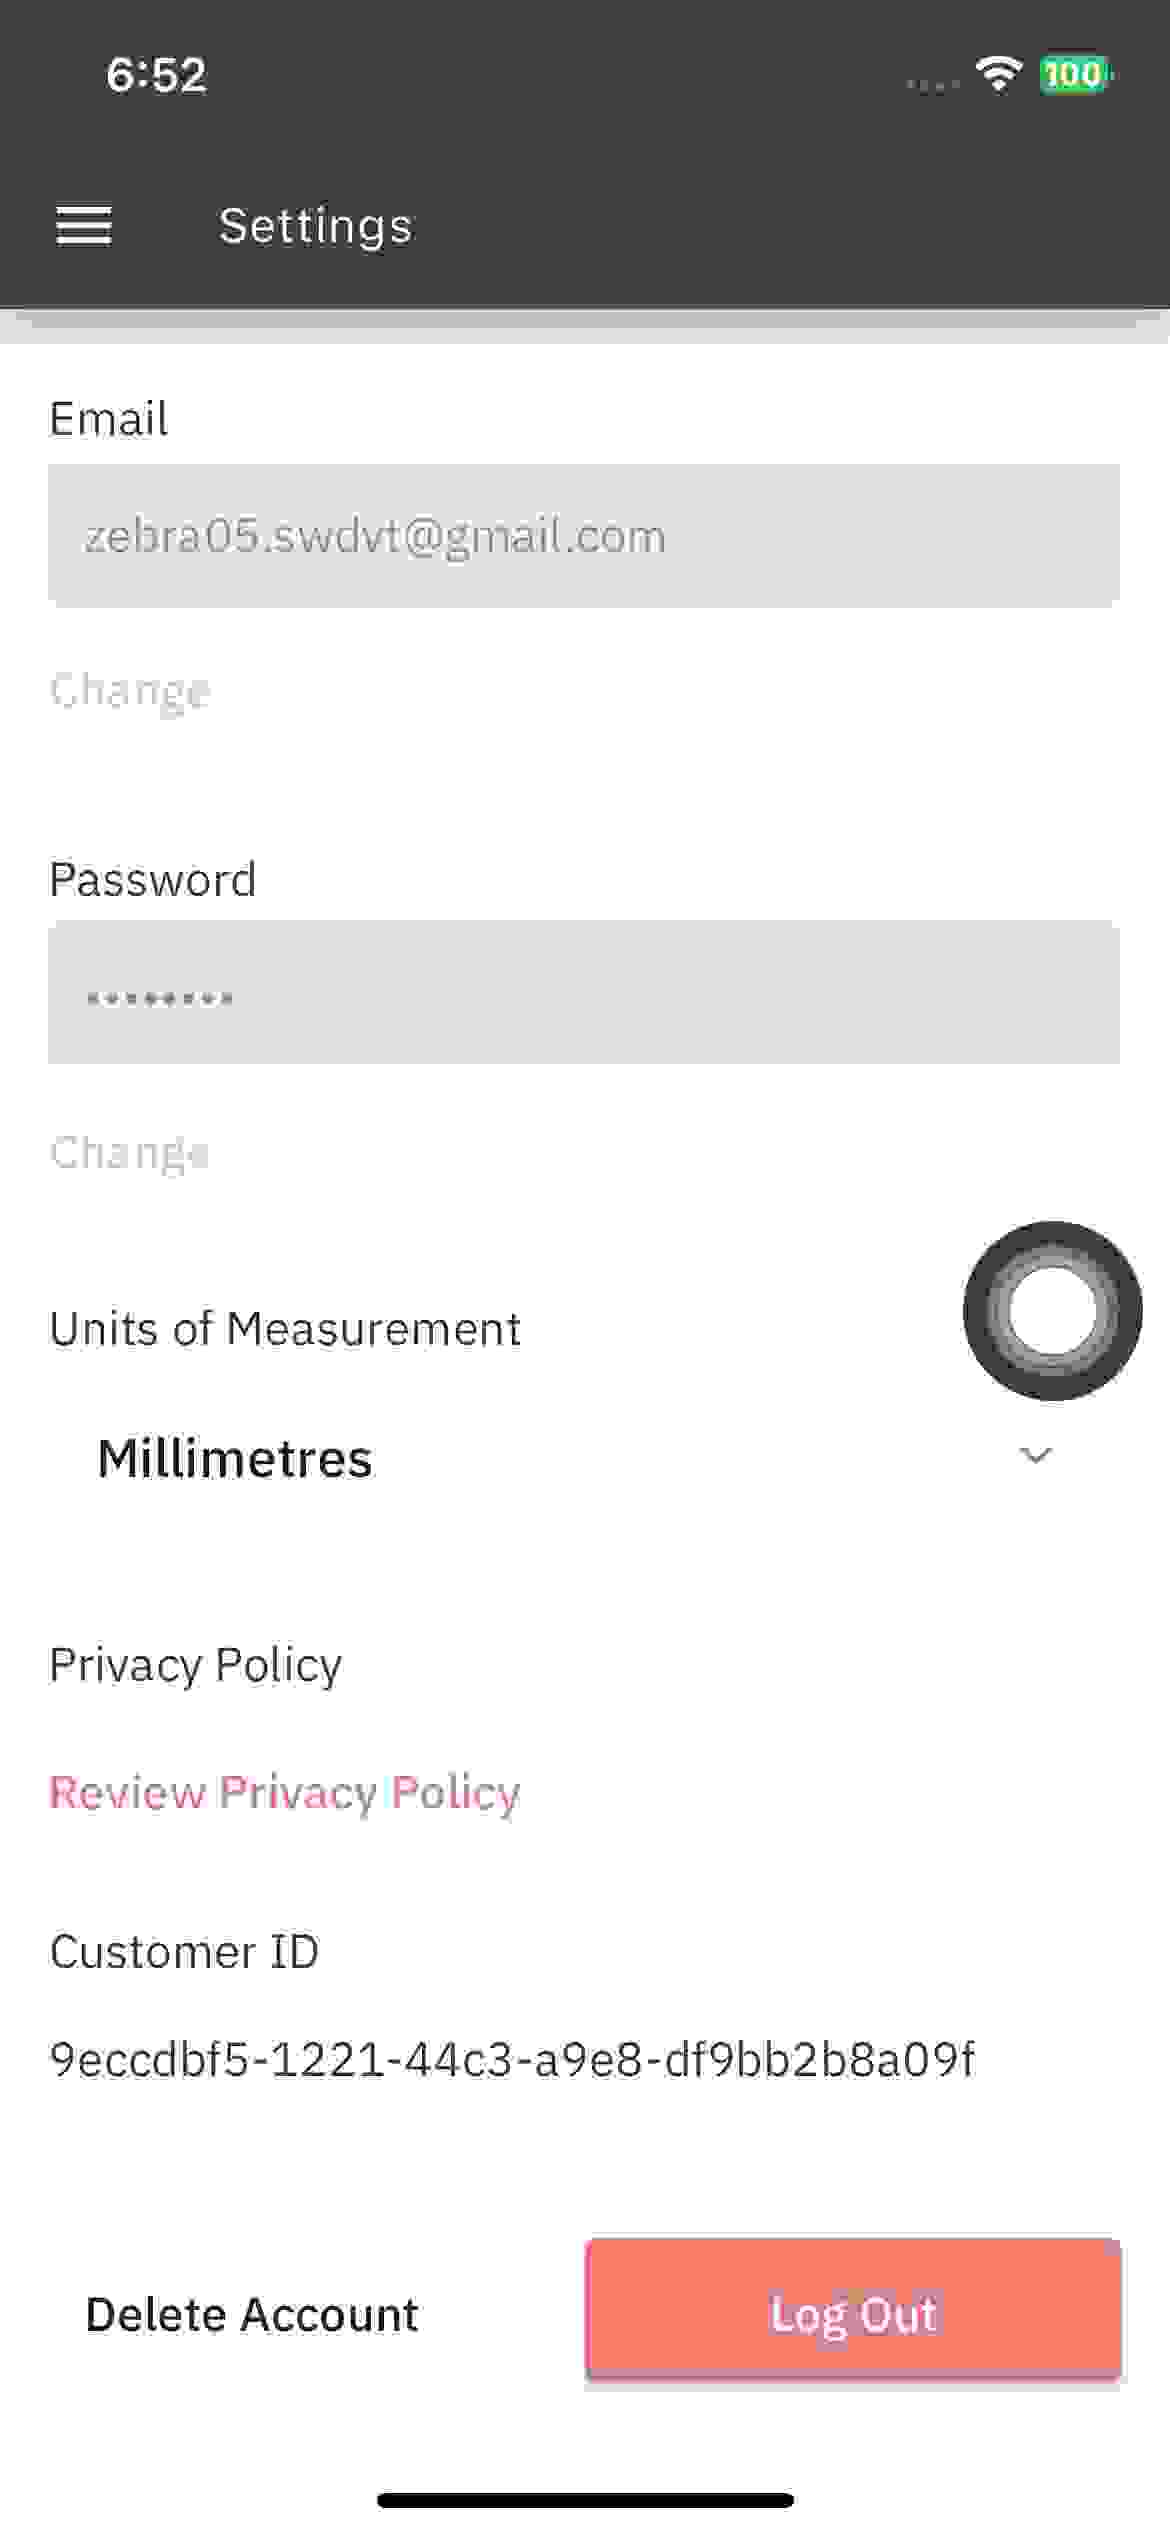 6:52
100
Settings
Email
zebra05.swdvt@gmail.com
Change
Password
••••••••
Change
Units of Measurement
Millimetres
Privacy Policy
Review Privacy Policy
Customer ID
9eccdbf5-1221-44c3-a9e8-df9bb2b8a09f
Delete Account
Log Out